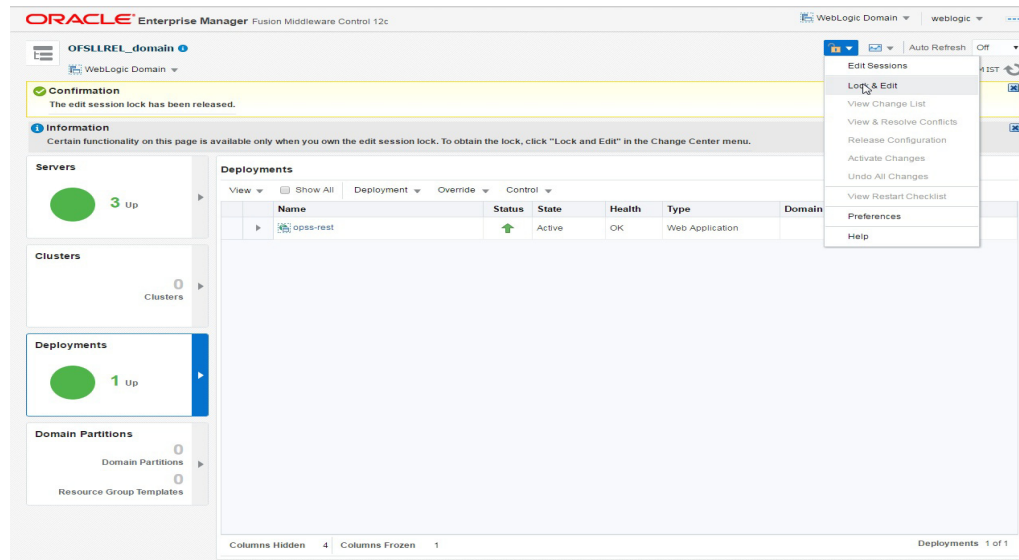 ORACLE Enterprise Manager Fusion Middleware Control 12c
WebLogic Domain
weblogic
OFSLLREL_domain
WebLogic Domain
Auto Refresh Off
M IST
Edit Sessions
Lock & Edit
View Change List
View & Resolve Conflicts
Release Configuration
Activate Changes
Undo All Changes
View Restart Checklist
Preferences
Help
Confirmation
The edit session lock has been released.
Information
Certain functionality on this page is available only when you own the edit session lock. To obtain the lock, click "Lock and Edit" in the Change Center menu.
Servers
3 Up
Clusters
0
Clusters
Deployments
1 Up
Domain Partitions
0
Domain Partitions
0
Resource Group Templates
Deployments
View Show All Deployment Override Control
Name Status State Health Type Domain
opss-rest Active OK Web Application
Columns Hidden 4 Columns Frozen 1
Deployments 1 of 1